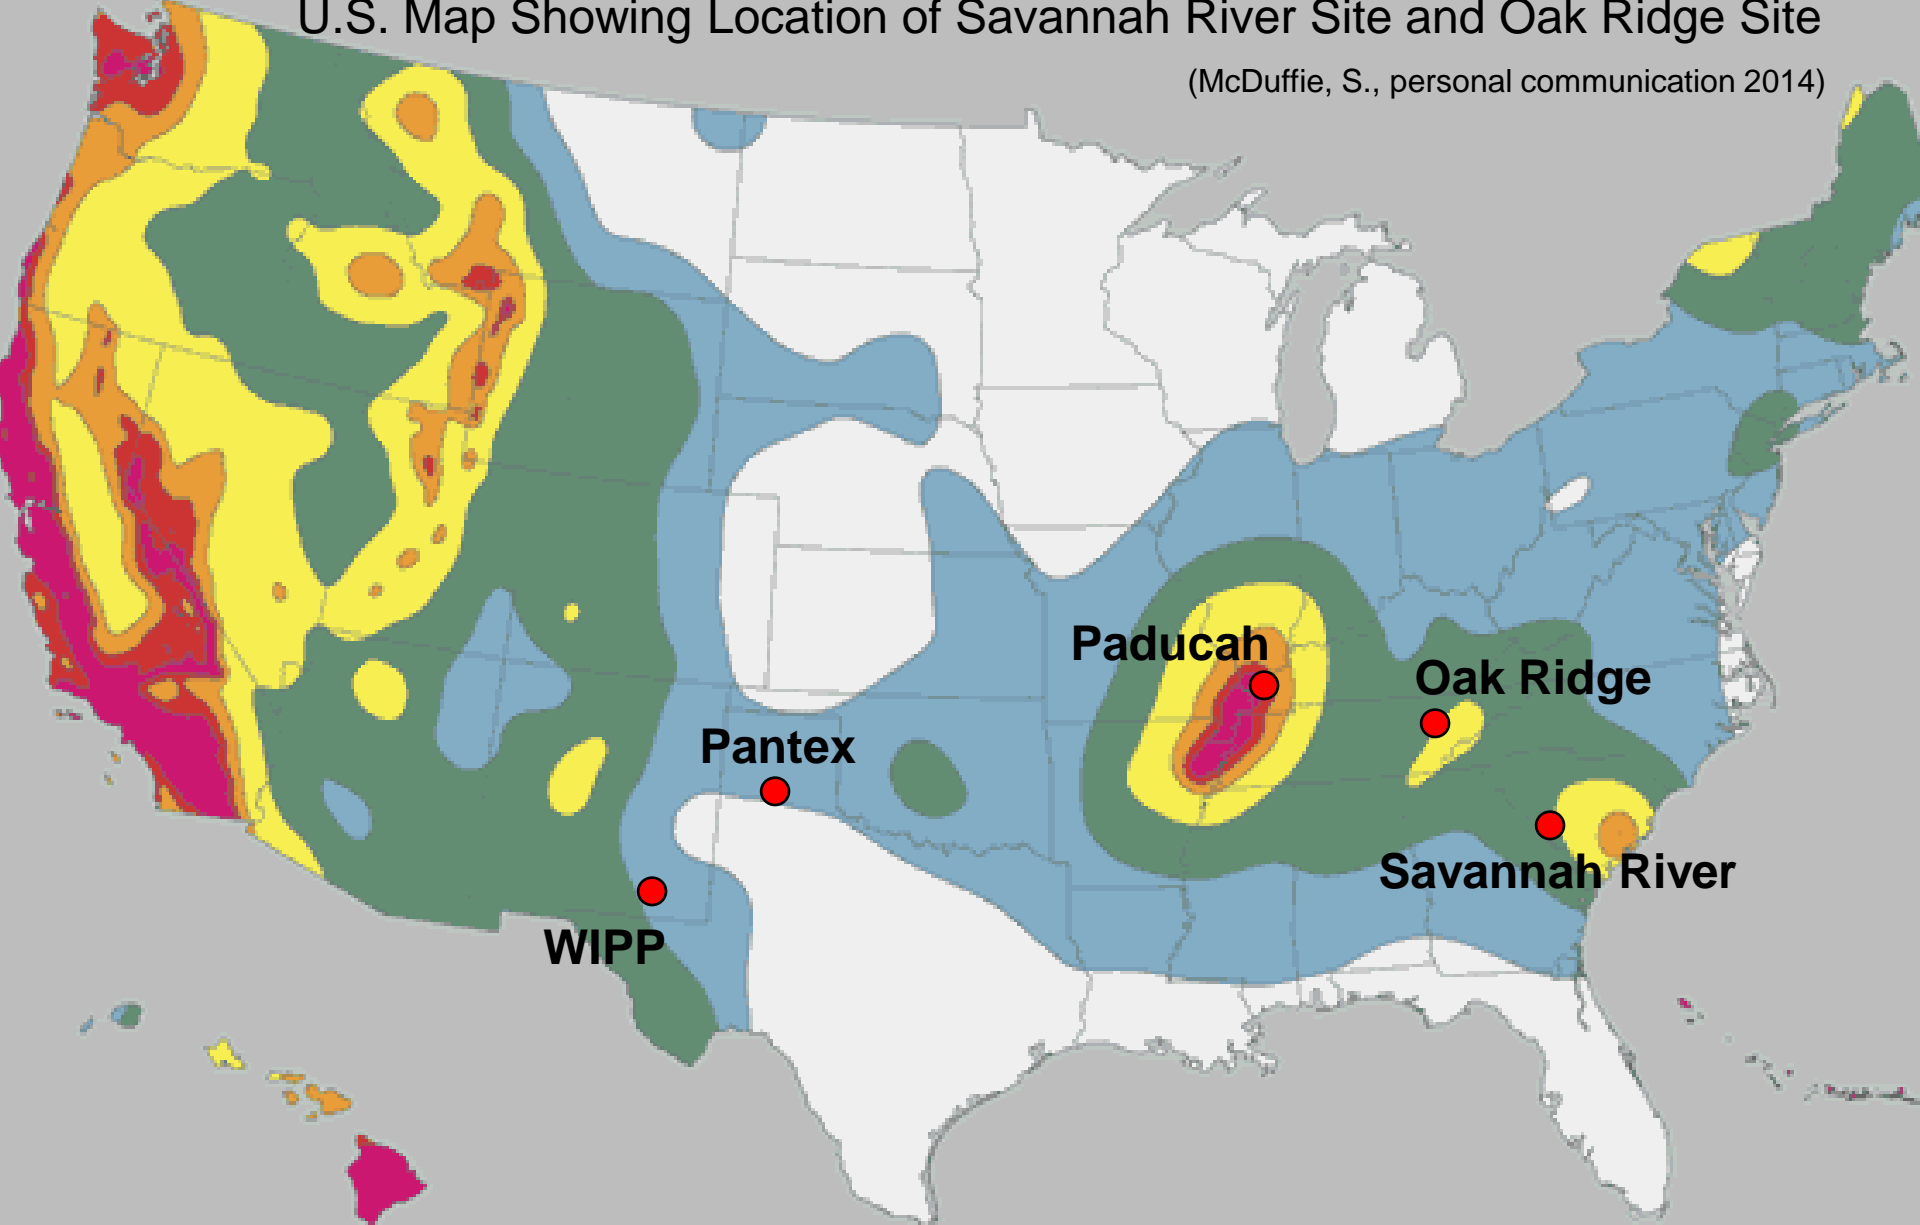 U.S. Map Showing Location of Savannah River Site and Oak Ridge Site
(McDuffie, S., personal communication 2014)
Paducah
Oak Ridge
Pantex
Savannah River
WIPP